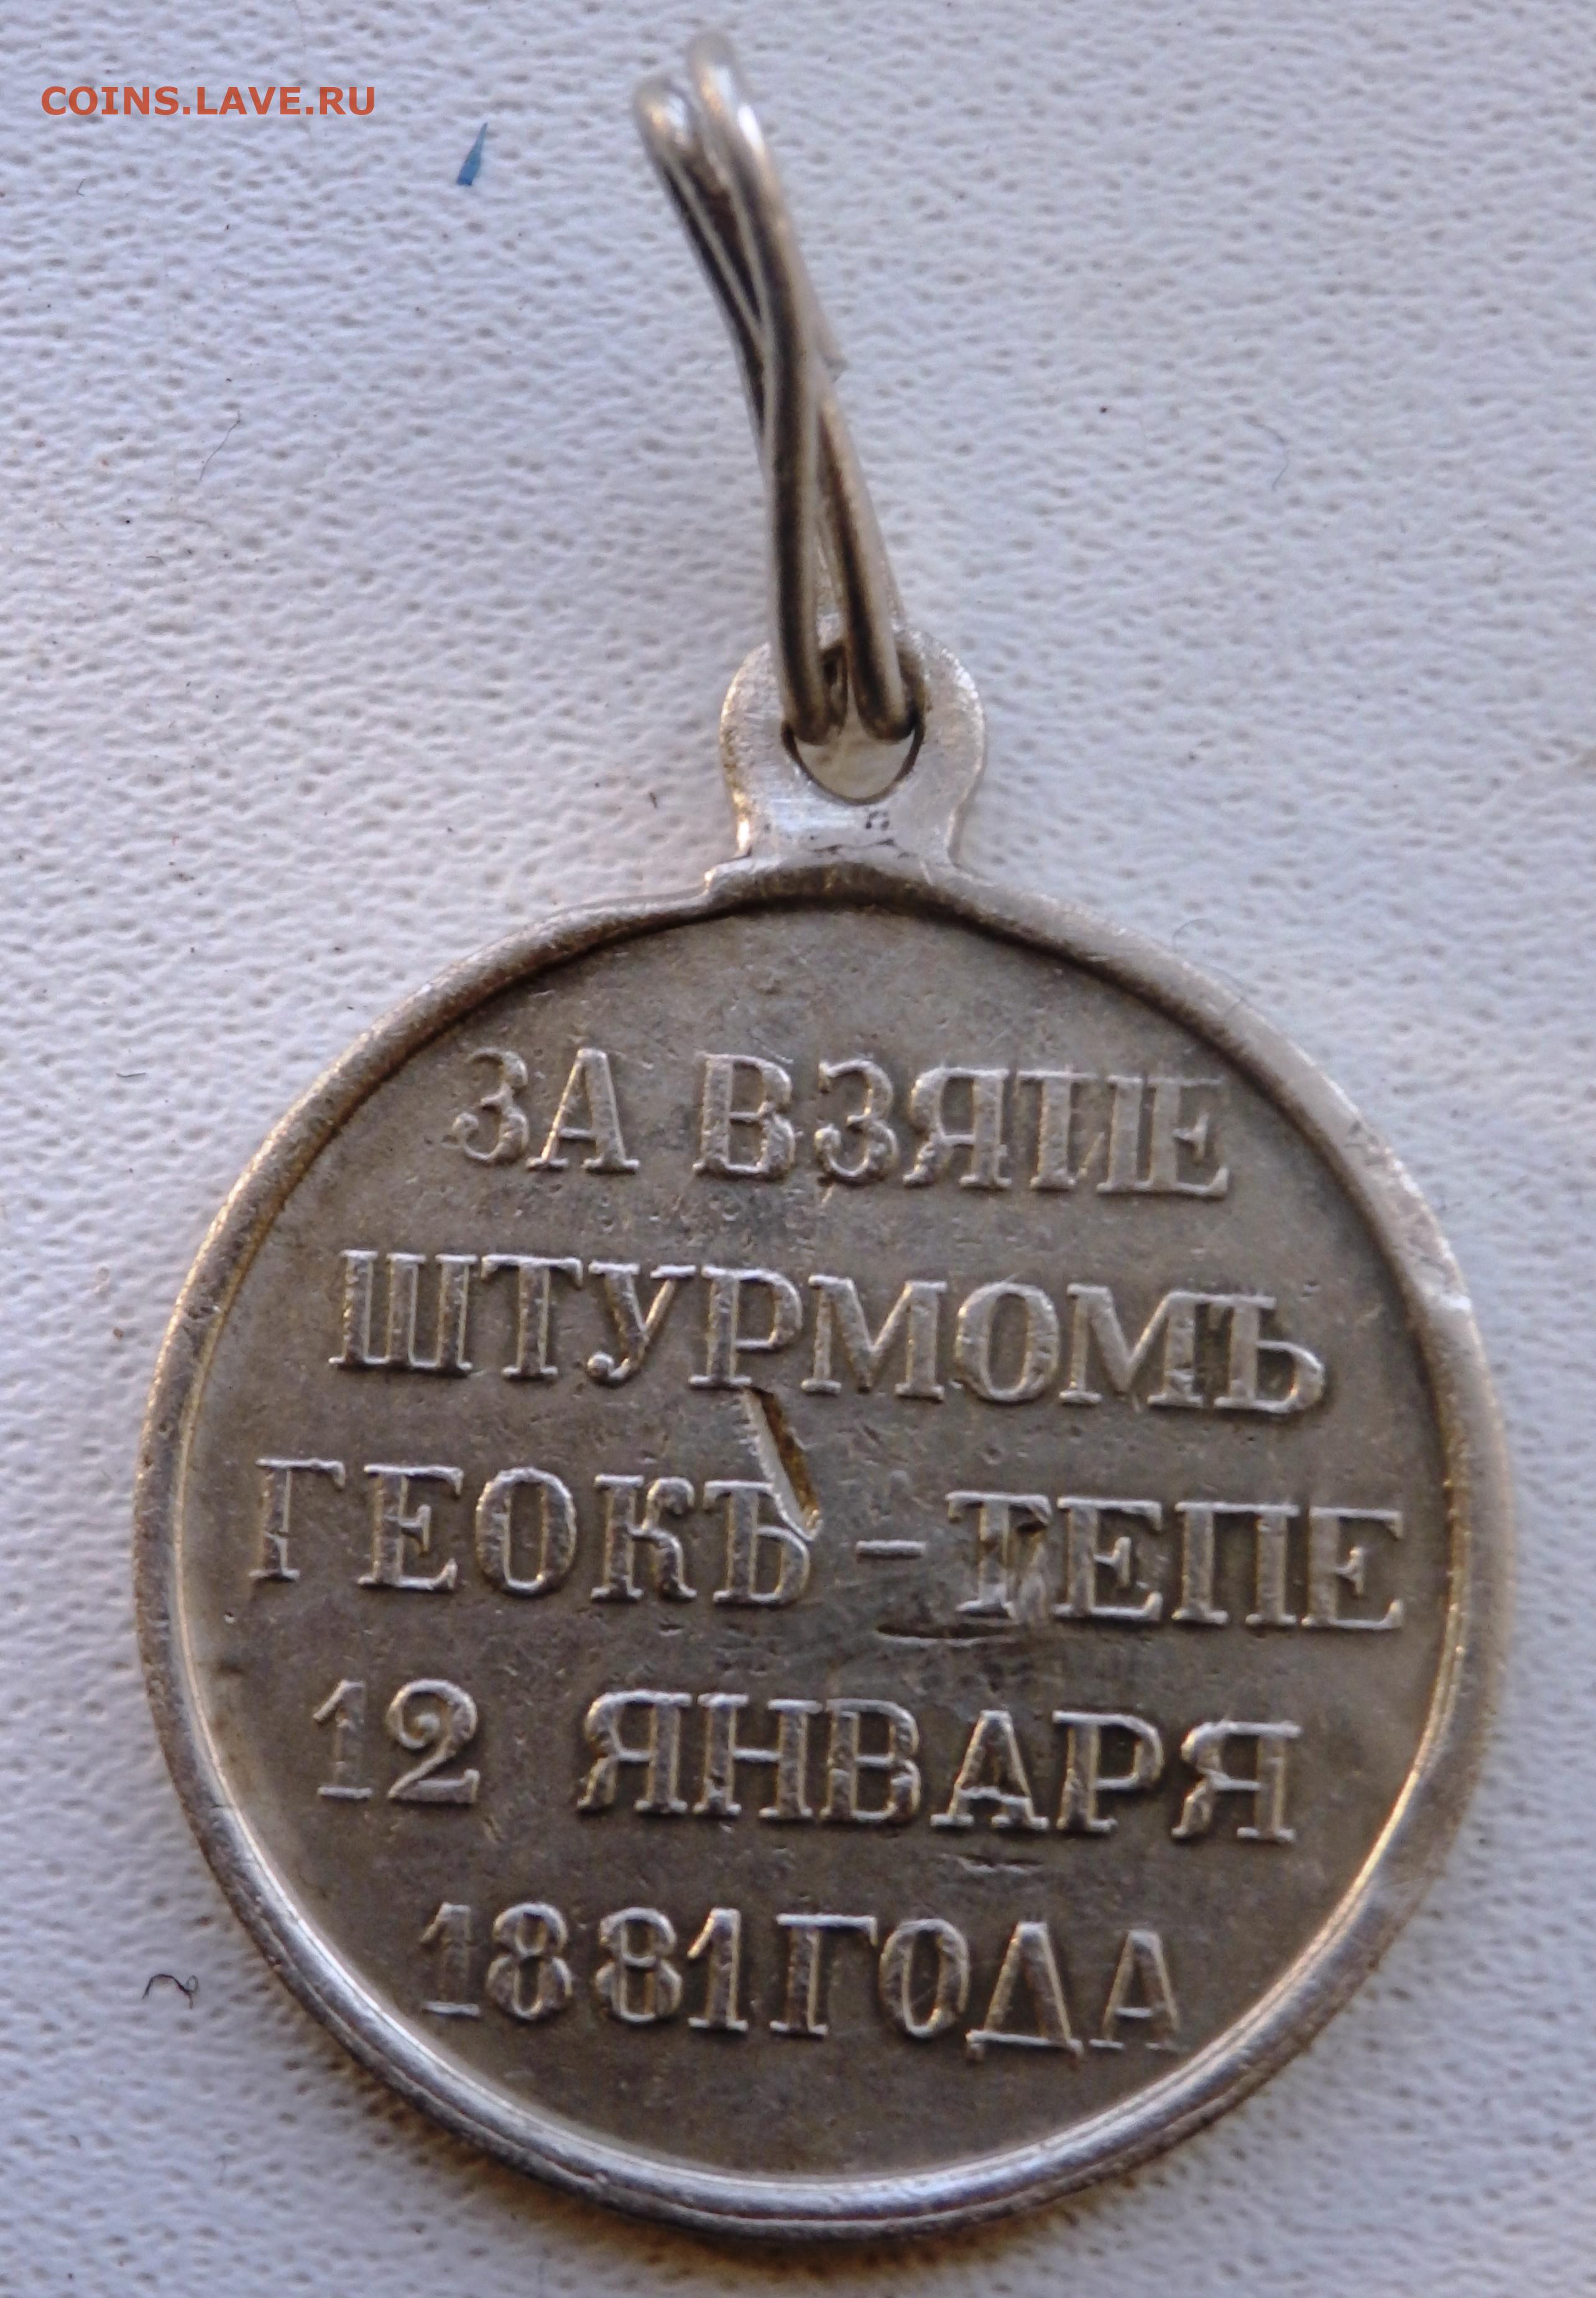 COINS.LAVE.RU
ЗА ВЗЯТІЕ
ШТУРМОМЪ
ГЕОКЪ-ТЕПЕ
12 ЯНВАРЯ
1881 ГОДА